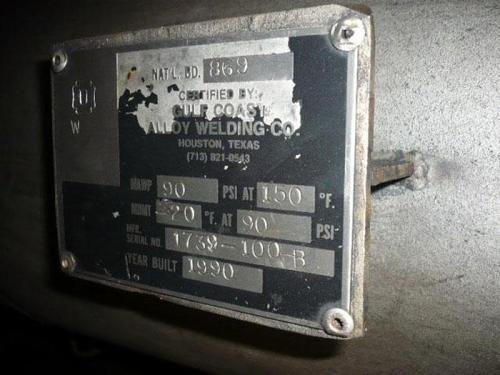 NAT'L. BD. 869
CERTIFIED BY:
GULF COAST
ALLOY WELDING CO.
HOUSTON, TEXAS
(713) 821-0543
U
W
MAWP 90 PSI AT 150 °F.
MDMT -20 °F. AT 90 PSI
MFR. SERIAL NO. 1739-100-B
YEAR BUILT 1990